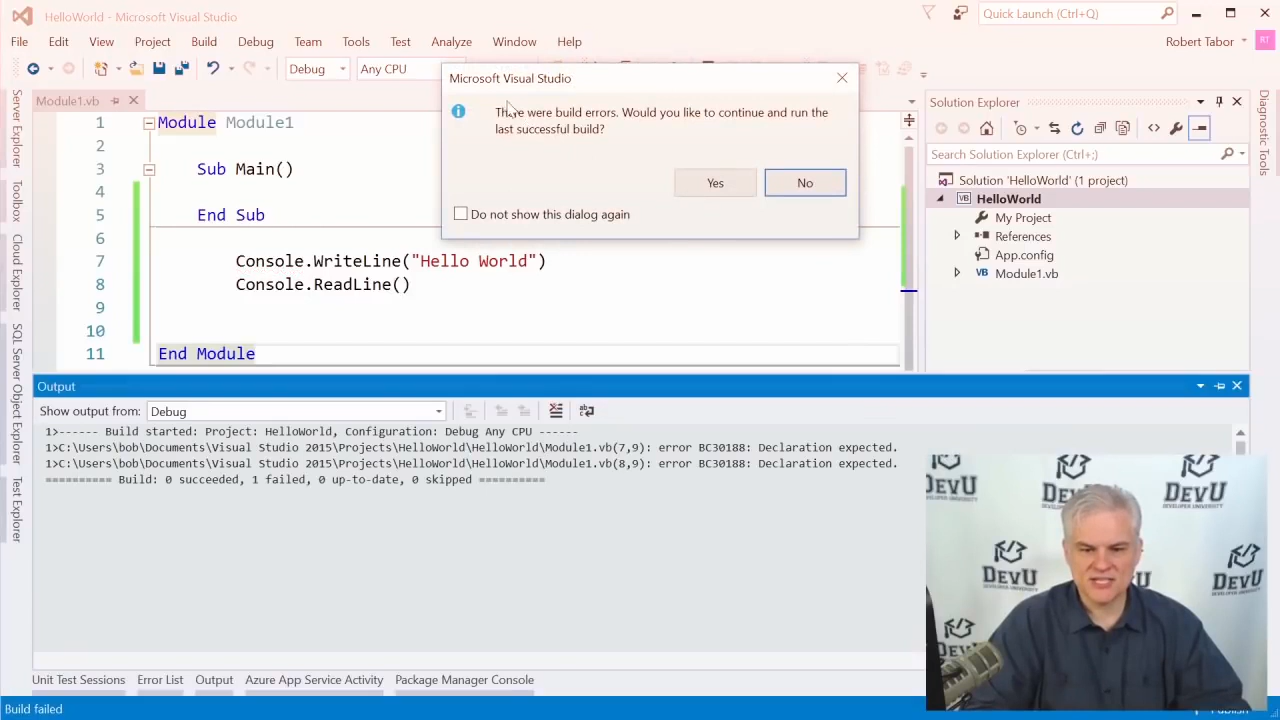 HelloWorld - Microsoft Visual Studio
Quick Launch (Ctrl+Q)
File Edit View Project Build Debug Team Tools Test Analyze Window Help
Robert Tabor RT
Debug Any CPU
Module1.vb
1 Module Module1
2
3 Sub Main()
4
5 End Sub
6
7 Console.WriteLine("Hello World")
8 Console.ReadLine()
9
10
11 End Module
Microsoft Visual Studio
There were build errors. Would you like to continue and run the
last successful build?
Yes No
Do not show this dialog again
Solution Explorer
Search Solution Explorer (Ctrl+;)
Solution 'HelloWorld' (1 project)
VB HelloWorld
My Project
References
App.config
VB Module1.vb
Server Explorer
Toolbox
Cloud Explorer
SQL Server Object Explorer
Test Explorer
Diagnostic Tools
Output
Show output from: Debug
1>------ Build started: Project: HelloWorld, Configuration: Debug Any CPU ------
1>C:\Users\bob\Documents\Visual Studio 2015\Projects\HelloWorld\HelloWorld\Module1.vb(7,9): error BC30188: Declaration expected.
1>C:\Users\bob\Documents\Visual Studio 2015\Projects\HelloWorld\HelloWorld\Module1.vb(8,9): error BC30188: Declaration expected.
========== Build: 0 succeeded, 1 failed, 0 up-to-date, 0 skipped ==========
DEVU
DEVELOPER UNIVERSITY
DEVU
DEVU
Unit Test Sessions Error List Output Azure App Service Activity Package Manager Console
Build failed